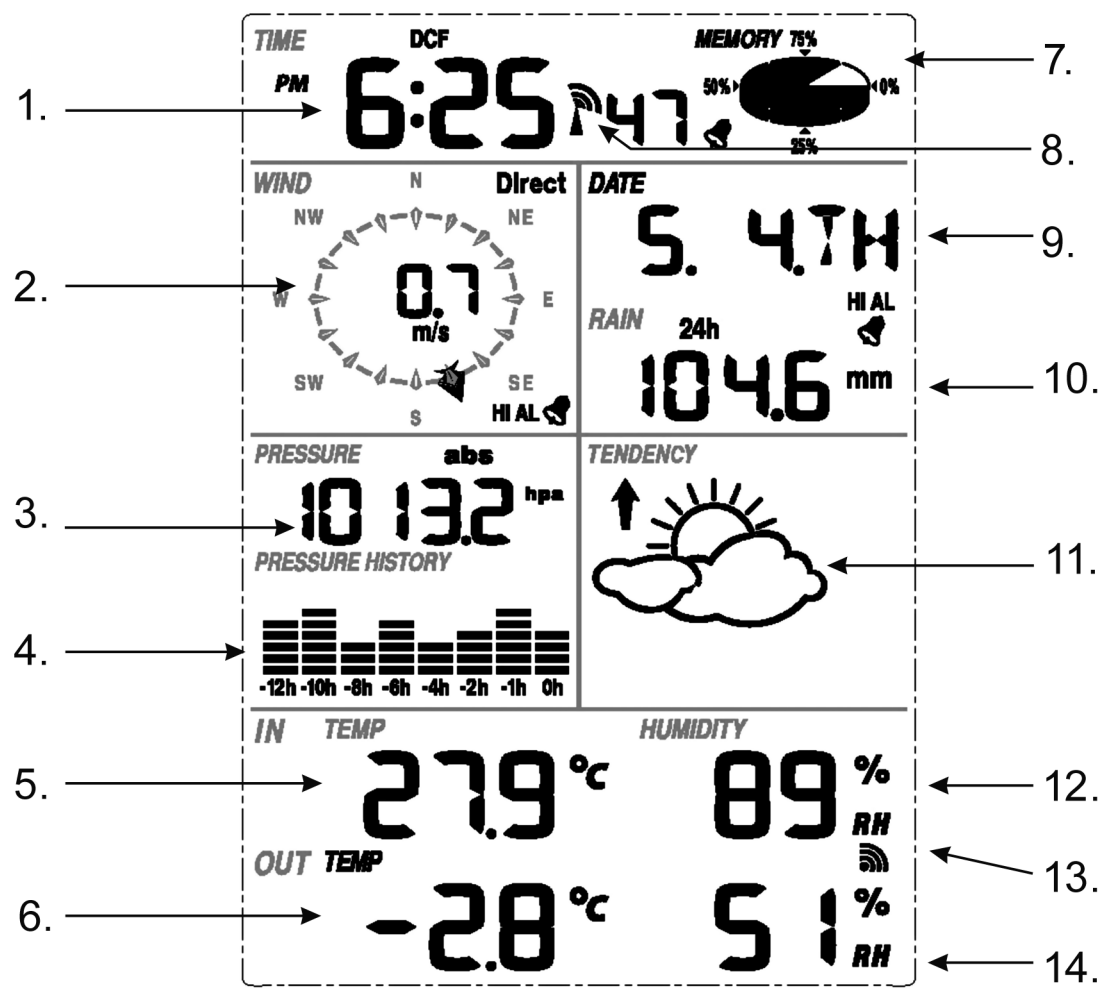 TIME DCF MEMORY 75%
PM 6:25 47 50% 0%
25%
1.
7.
8.
WIND N Direct
NW NE
W 0.7 E
m/s
SW SE
S HI AL
2.
DATE
5. 4. TH
9.
RAIN 24h HI AL
104.6 mm
10.
PRESSURE abs
1013.2 hpa
3.
PRESSURE HISTORY
-12h -10h -8h -6h -4h -2h -1h 0h
4.
TENDENCY
11.
IN TEMP HUMIDITY
5. 27.9 °C 89 % RH 12.
13.
OUT TEMP
6. -2.8 °C 51 % RH 14.